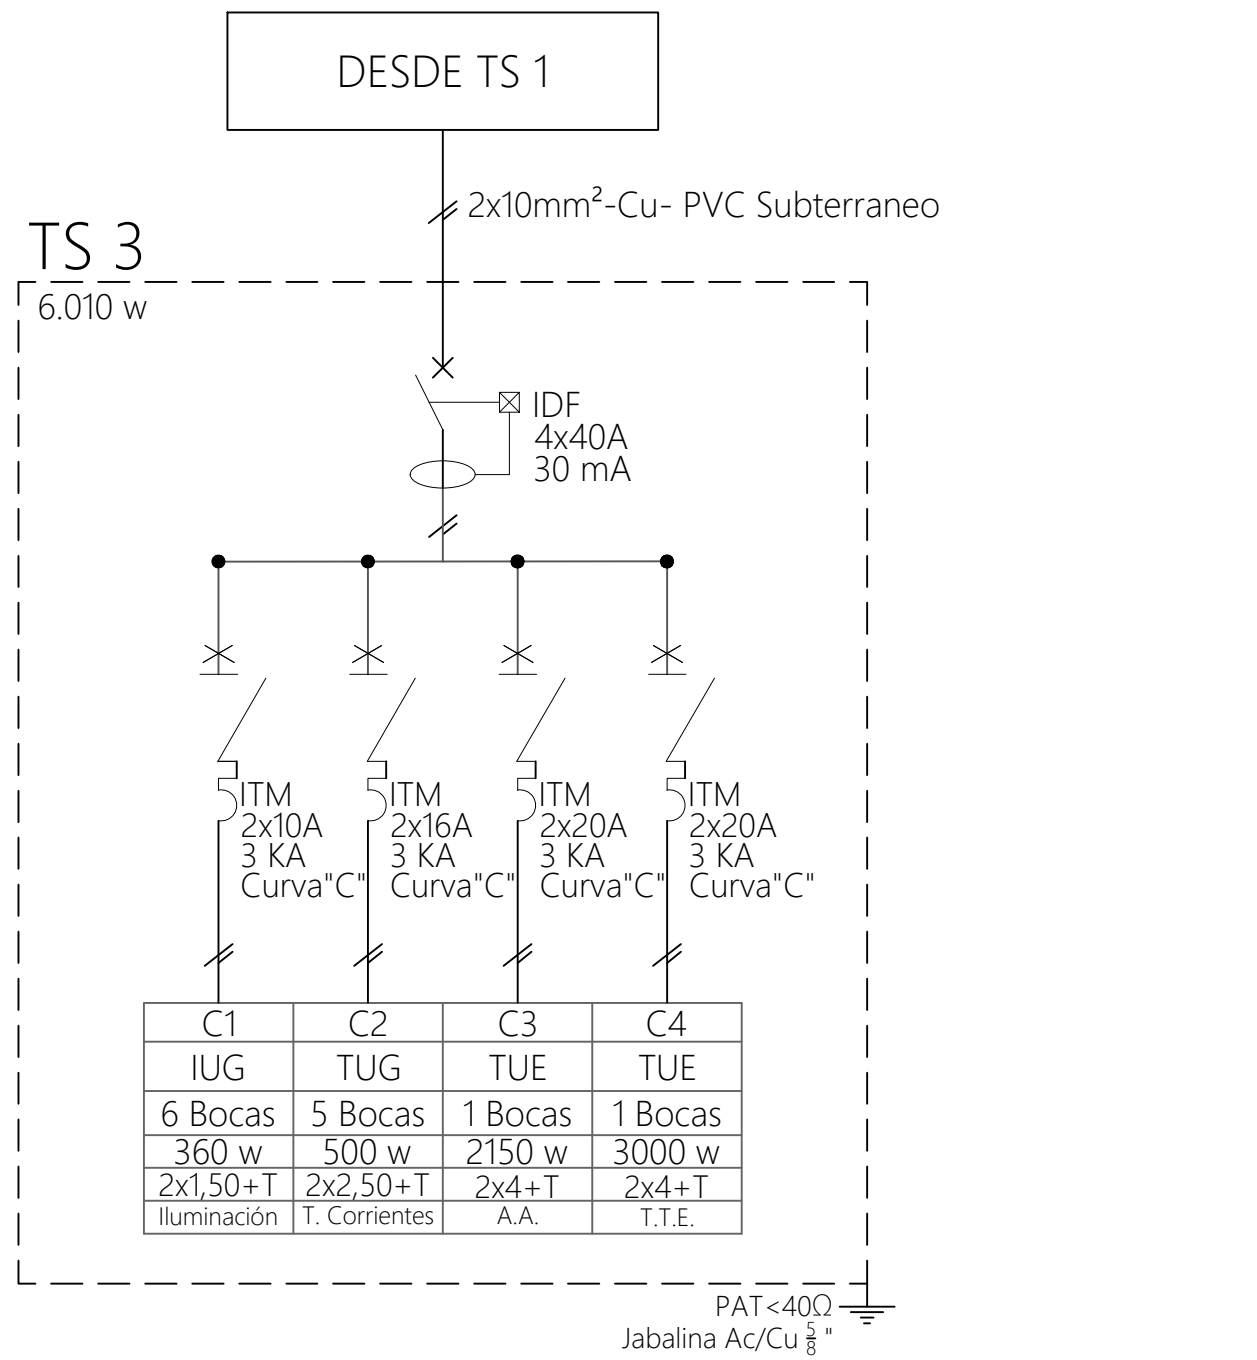 DESDE TS 1
2x10mm²-Cu- PVC Subterraneo
TS 3
6.010 w
IDF
4x40A
30 mA
ITM
2x10A
3 KA
Curva"C"
ITM
2x16A
3 KA
Curva"C"
ITM
2x20A
3 KA
Curva"C"
ITM
2x20A
3 KA
Curva"C"
C1 C2 C3 C4
IUG TUG TUE TUE
6 Bocas 5 Bocas 1 Bocas 1 Bocas
360 w 500 w 2150 w 3000 w
2x1,50+T 2x2,50+T 2x4+T 2x4+T
Iluminación T. Corrientes A.A. T.T.E.
PAT<40Ω
Jabalina Ac/Cu 5/8 "